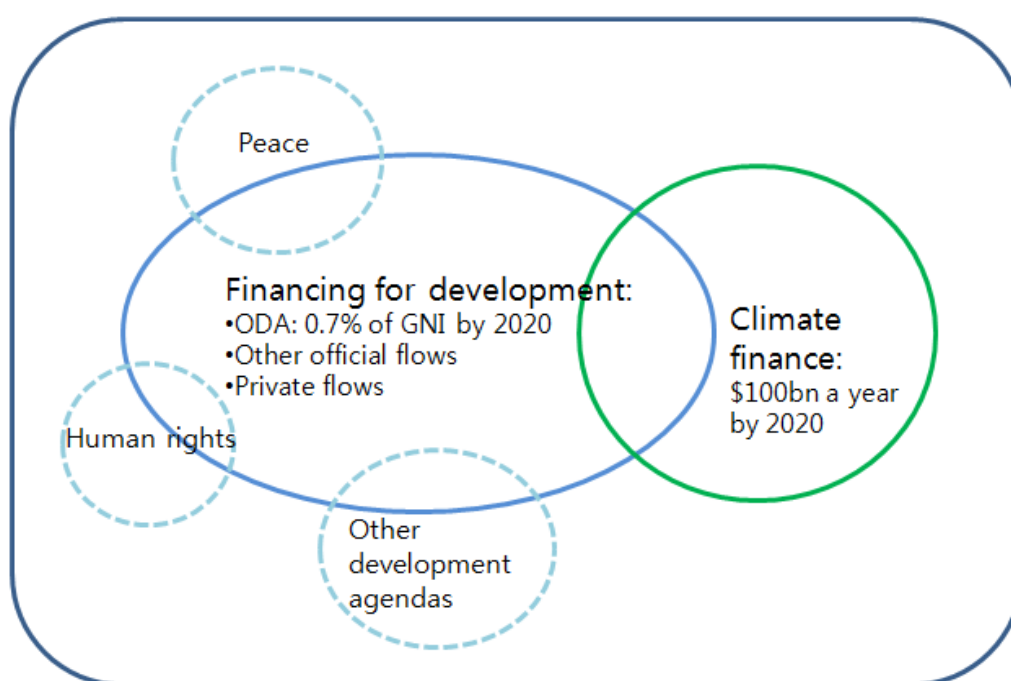 Peace
Financing for development:
•ODA: 0.7% of GNI by 2020
•Other official flows
•Private flows
Climate
finance:
$100bn a year
by 2020
Human rights
Other
development
agendas